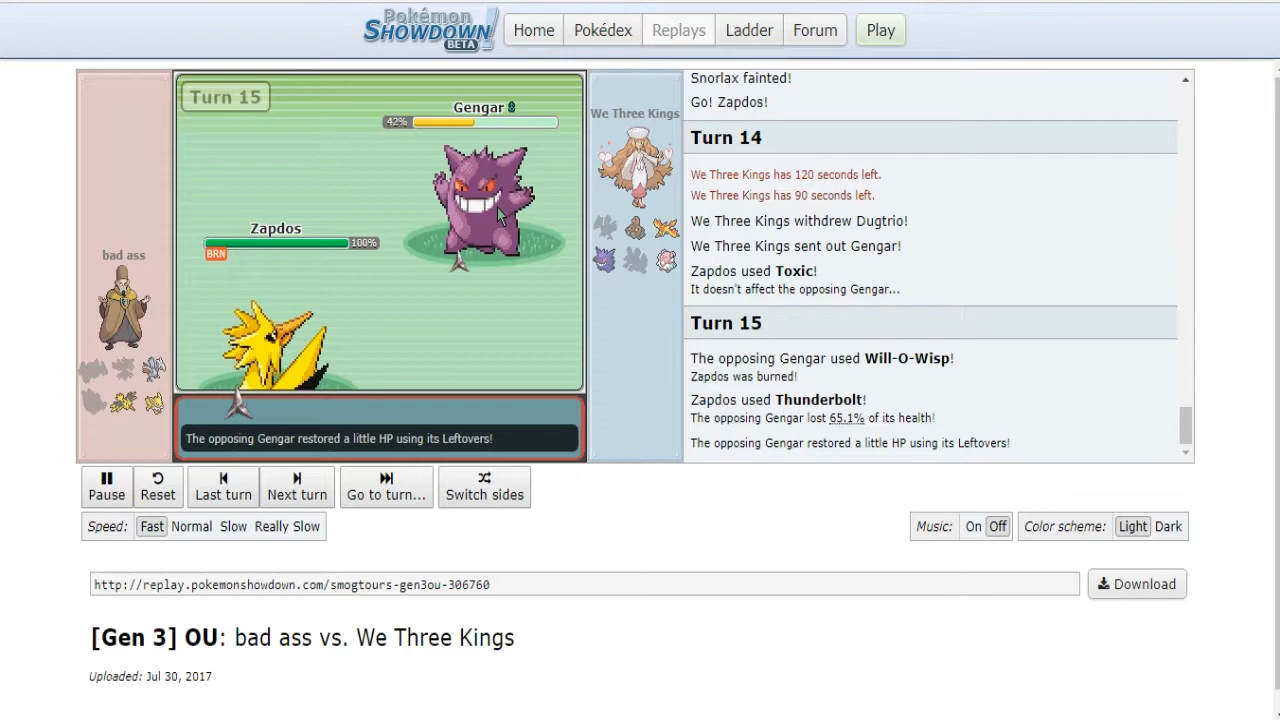 Pokémon
SHOWDOWN!
BETA
Home
Pokédex
Replays
Ladder
Forum
Play
Turn 15
Gengar
42%
Zapdos
100%
BRN
The opposing Gengar restored a little HP using its Leftovers!
bad ass
We Three Kings
Snorlax fainted!
Go! Zapdos!
Turn 14
We Three Kings has 120 seconds left.
We Three Kings has 90 seconds left.
We Three Kings withdrew Dugtrio!
We Three Kings sent out Gengar!
Zapdos used Toxic!
It doesn't affect the opposing Gengar...
Turn 15
The opposing Gengar used Will-O-Wisp!
Zapdos was burned!
Zapdos used Thunderbolt!
The opposing Gengar lost 65.1% of its health!
The opposing Gengar restored a little HP using its Leftovers!
Pause
Reset
Last turn
Next turn
Go to turn...
Switch sides
Speed: Fast Normal Slow Really Slow
Music: On Off
Color scheme: Light Dark
http://replay.pokemonshowdown.com/smogtours-gen3ou-306760
Download
[Gen 3] OU: bad ass vs. We Three Kings
Uploaded: Jul 30, 2017